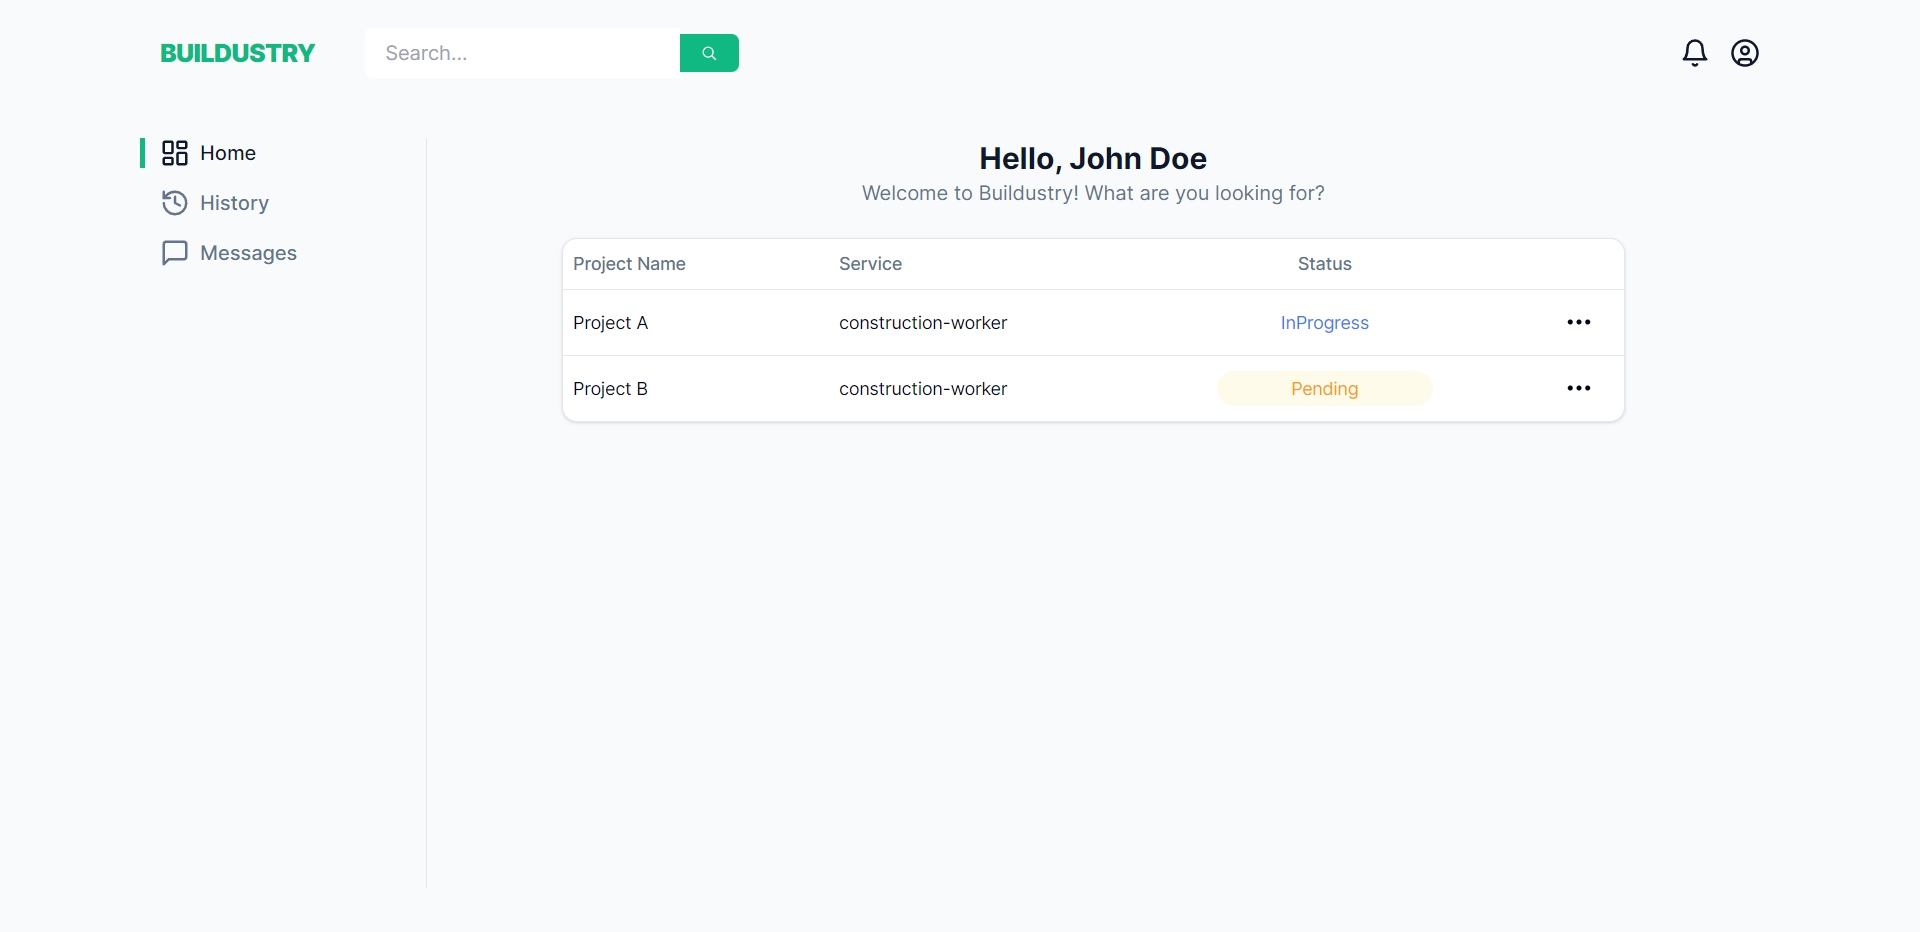 BUILDUSTRY
Search...
Home
History
Messages
Hello, John Doe
Welcome to Buildustry! What are you looking for?
Project Name Service Status
Project A construction-worker InProgress
Project B construction-worker Pending